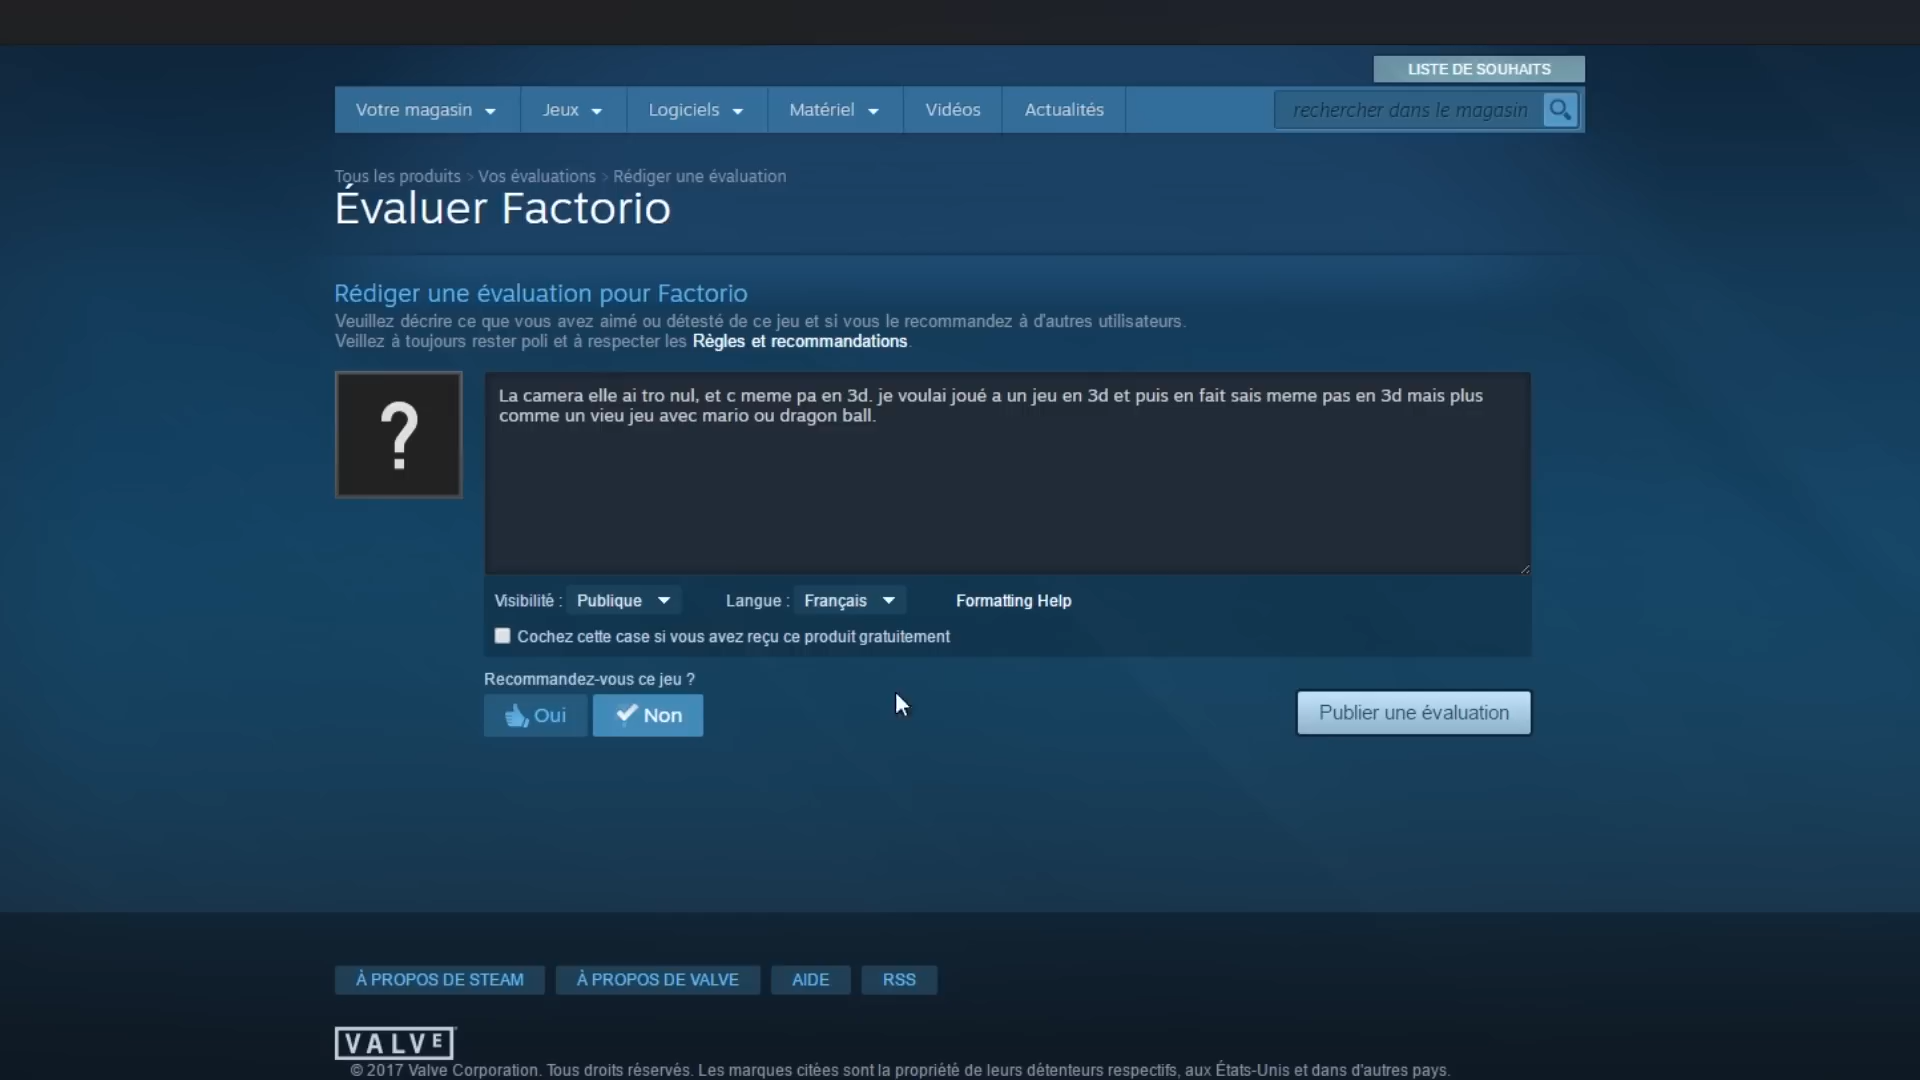 LISTE DE SOUHAITS
Votre magasin Jeux Logiciels Matériel Vidéos Actualités rechercher dans le magasin
Tous les produits > Vos évaluations > Rédiger une évaluation
Évaluer Factorio
Rédiger une évaluation pour Factorio
Veuillez décrire ce que vous avez aimé ou détesté de ce jeu et si vous le recommandez à d'autres utilisateurs.
Veillez à toujours rester poli et à respecter les Règles et recommandations.
?
La camera elle ai tro nul, et c meme pa en 3d. je voulai joué a un jeu en 3d et puis en fait sais meme pas en 3d mais plus
comme un vieu jeu avec mario ou dragon ball.
Visibilité : Publique Langue : Français Formatting Help
Cochez cette case si vous avez reçu ce produit gratuitement
Recommandez-vous ce jeu ?
Oui Non Publier une évaluation
À PROPOS DE STEAM À PROPOS DE VALVE AIDE RSS
VALVE
© 2017 Valve Corporation. Tous droits réservés. Les marques citées sont la propriété de leurs détenteurs respectifs, aux États-Unis et dans d'autres pays.